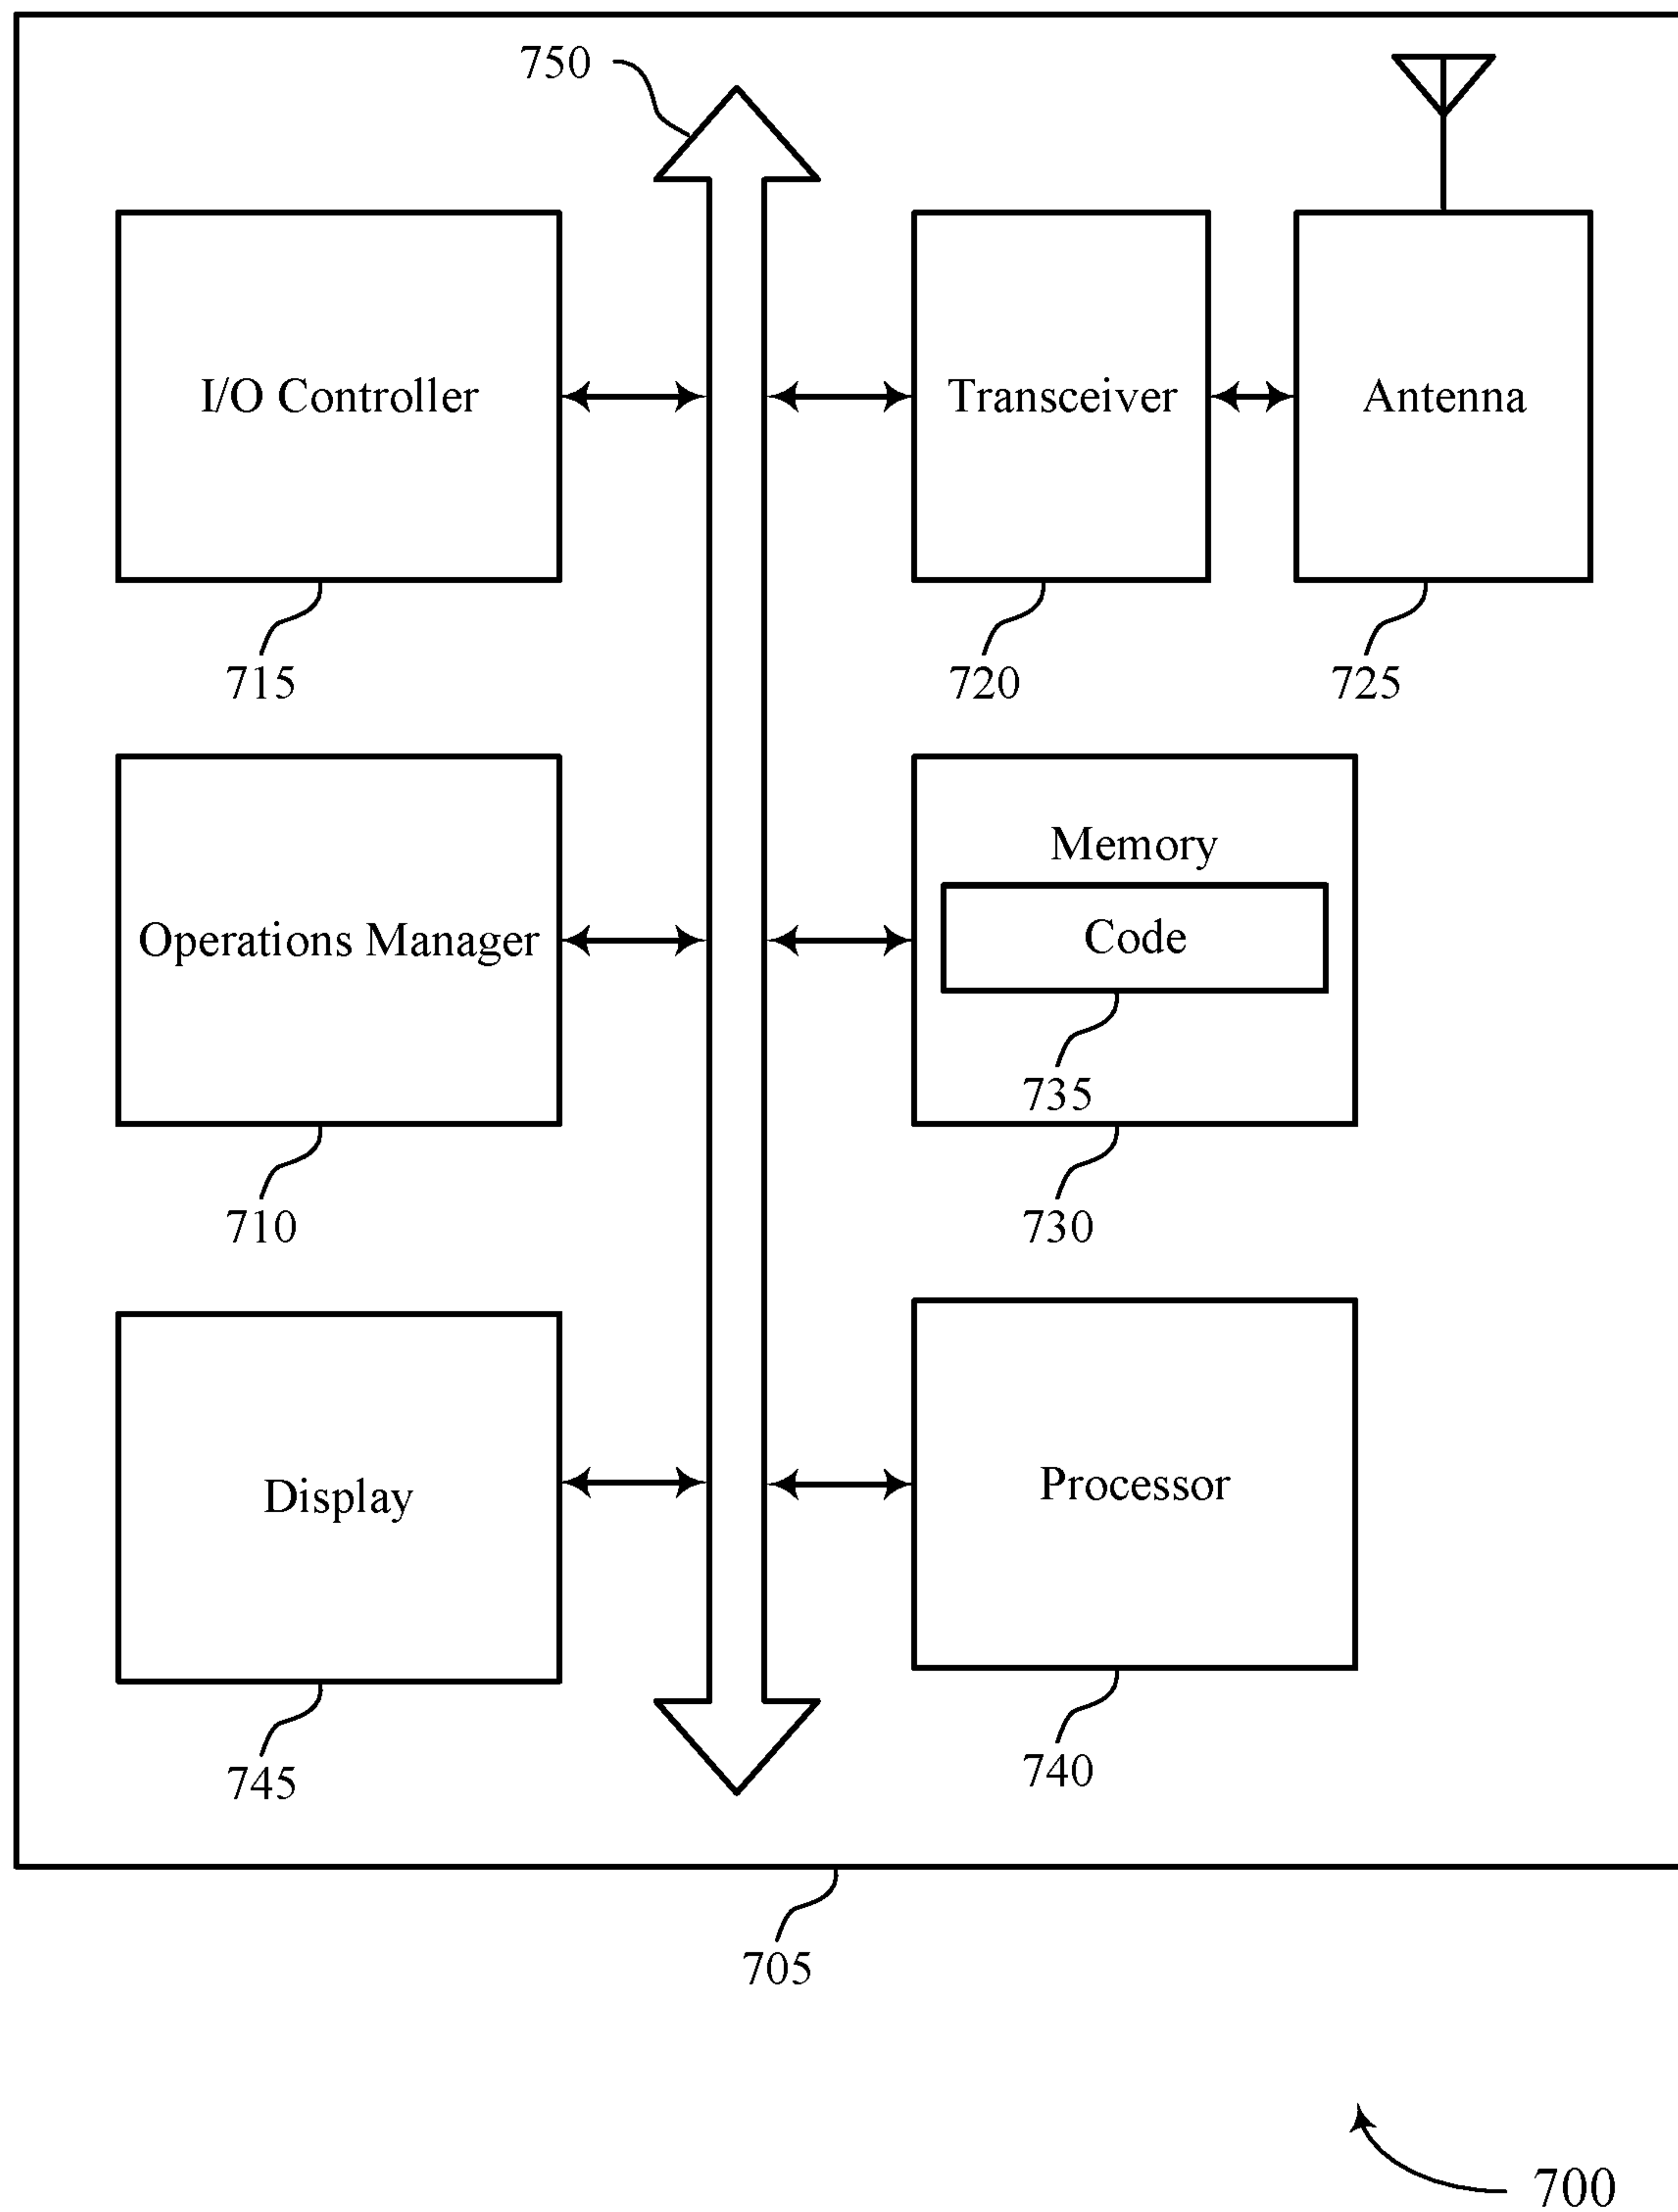 750
I/O Controller
Transceiver
Antenna
715
720
725
Operations Manager
Memory
Code
735
710
730
Display
Processor
745
740
705
700